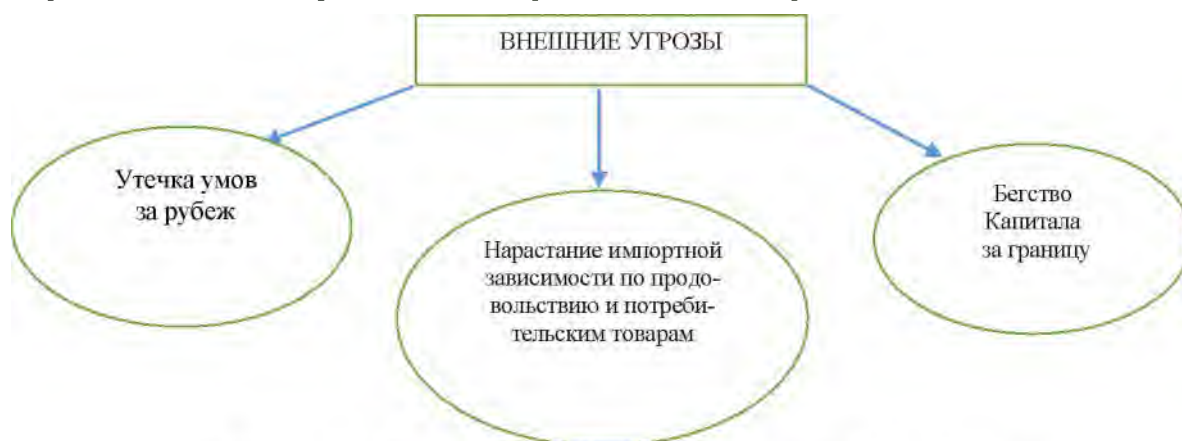 ВНЕШНИЕ УГРОЗЫ
Утечка умов
за рубеж
Нарастание импортной
зависимости по продо-
вольствию и потреби-
тельским товарам
Бегство
Капитала
за границу